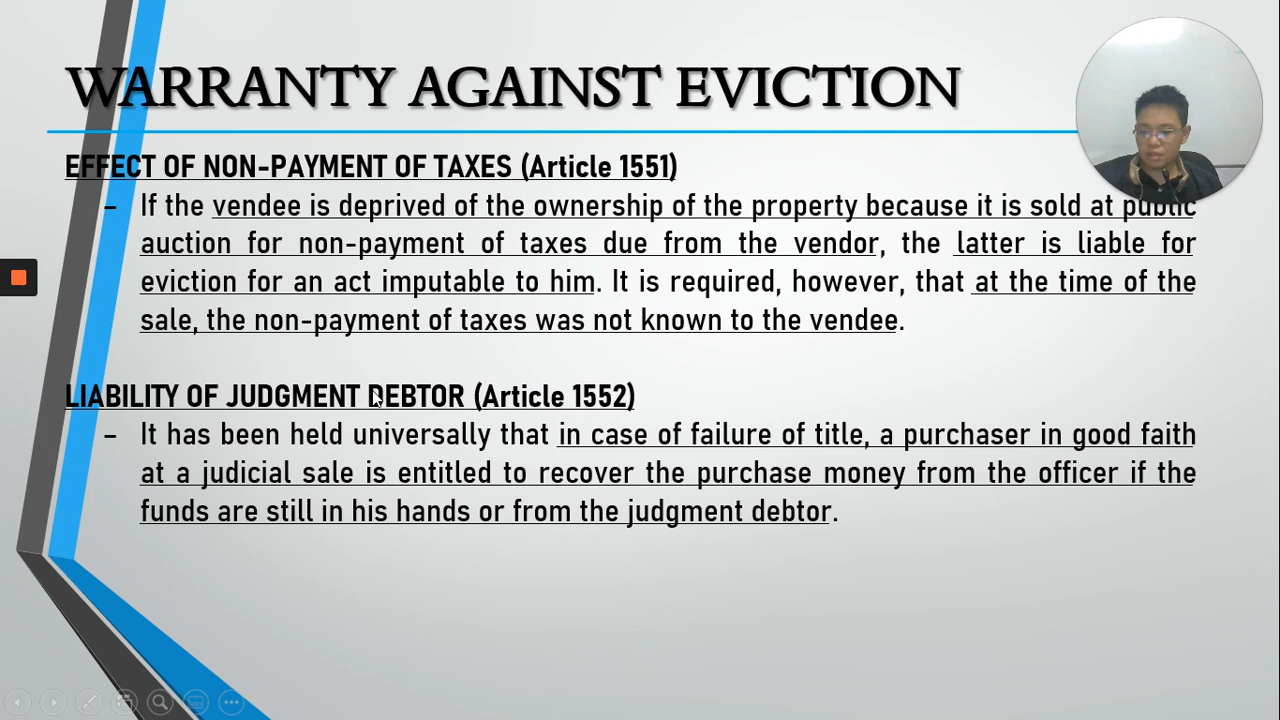 WARRANTY AGAINST EVICTION
EFFECT OF NON-PAYMENT OF TAXES (Article 1551)
– If the vendee is deprived of the ownership of the property because it is sold at public
auction for non-payment of taxes due from the vendor, the latter is liable for
eviction for an act imputable to him. It is required, however, that at the time of the
sale, the non-payment of taxes was not known to the vendee.
LIABILITY OF JUDGMENT DEBTOR (Article 1552)
– It has been held universally that in case of failure of title, a purchaser in good faith
at a judicial sale is entitled to recover the purchase money from the officer if the
funds are still in his hands or from the judgment debtor.